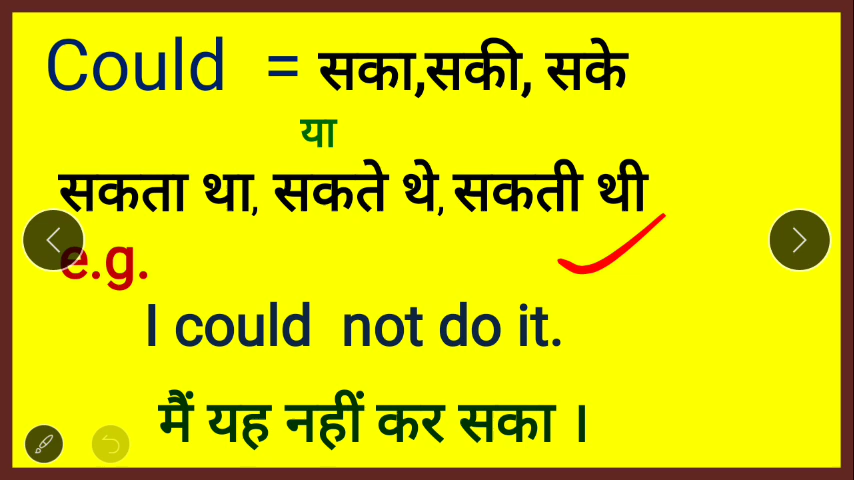 Could = सका,सकी, सके
या
सकता था, सकते थे, सकती थी
e.g.
I could not do it.
मैं यह नहीं कर सका ।